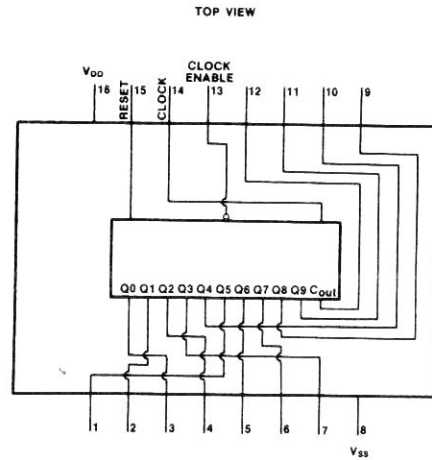 TOP VIEW
VDD
16
RESET
15
CLOCK
14
CLOCK
ENABLE
13
12
11
10
9
Q0 Q1 Q2 Q3 Q4 Q5 Q6 Q7 Q8 Q9 Cout
1
2
3
4
5
6
7
8
VSS